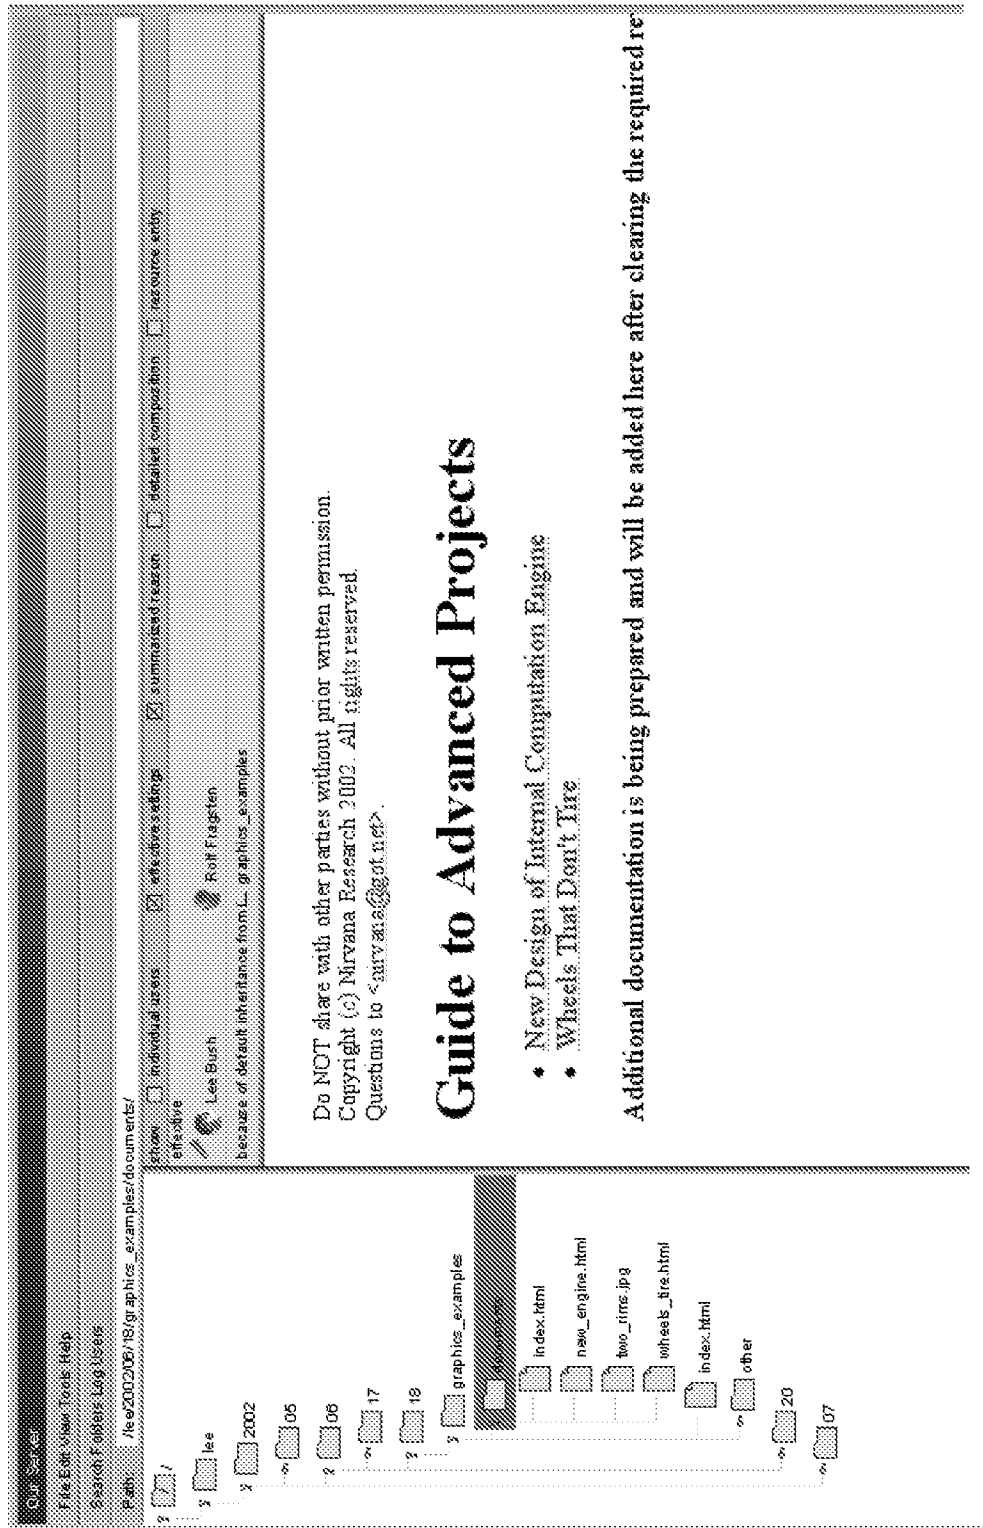 File Edit View Tools Help
Search Folders Log Users
Path /lee/2002/06/18/graphics_examples/documents/
show individual users effective settings summarized reason detailed composition resource entry
effective
Lee Bush Rolf Fragsten
because of default inheritance from L... graphics_examples
/
lee
2002
05
06
17
18
graphics_examples
documents
index.html
new_engine.html
two_rims.jpg
wheels_tire.html
index.html
other
20
07
Do NOT share with other parties without prior written permission.
Copyright (c) Nirvana Research 2002. All rights reserved.
Questions to <nirvana@got.net>.
Guide to Advanced Projects
• New Design of Internal Computation Engine
• Wheels That Don't Tire
Additional documentation is being prepared and will be added here after clearing the required re